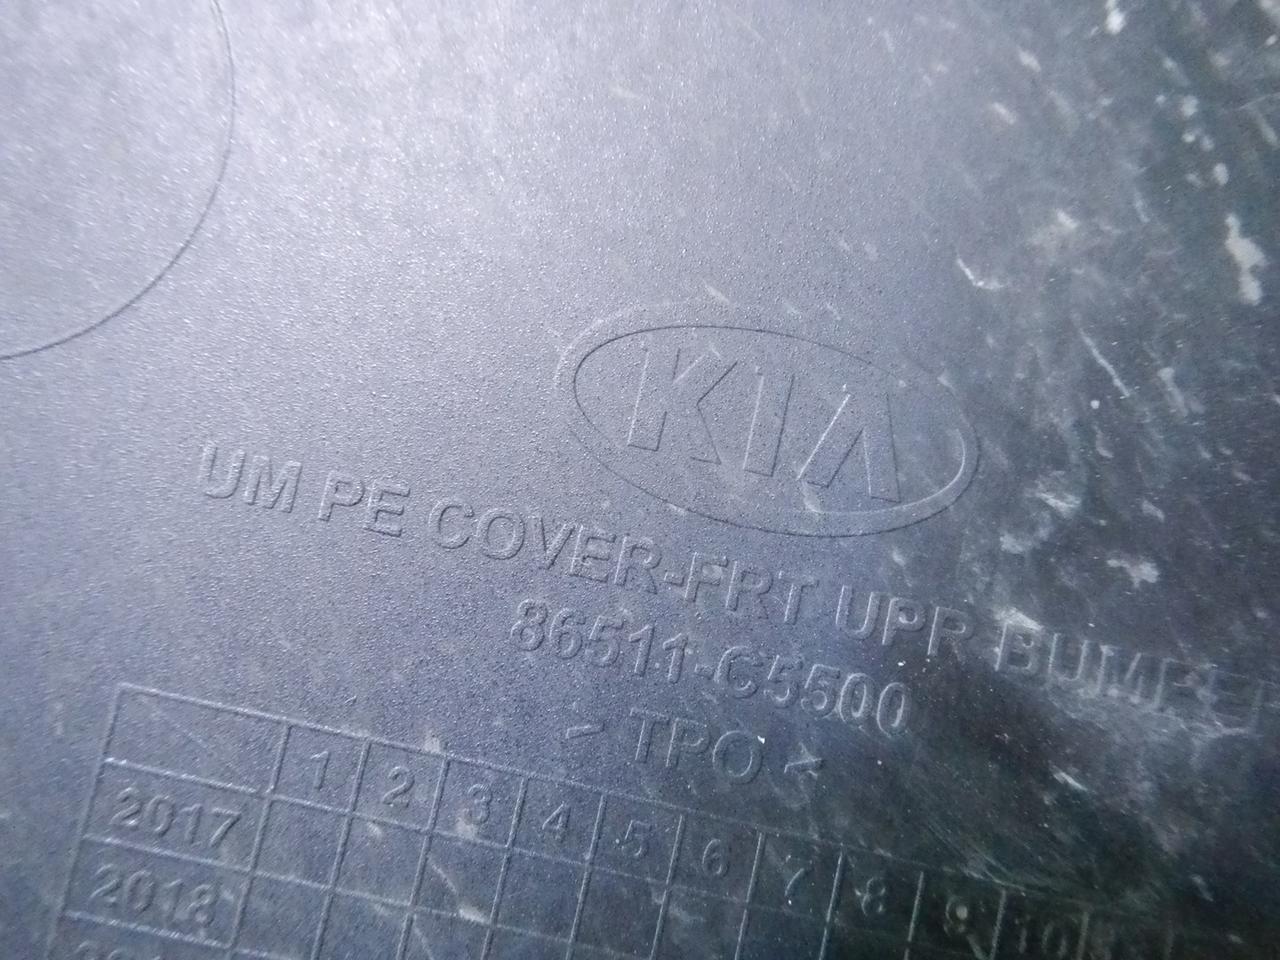 KIA
UM PE COVER-FRT UPR BUMPER
86511-C5500
> TPO <
1 2 3 4 5 6 7 8 9 10
2017
2018